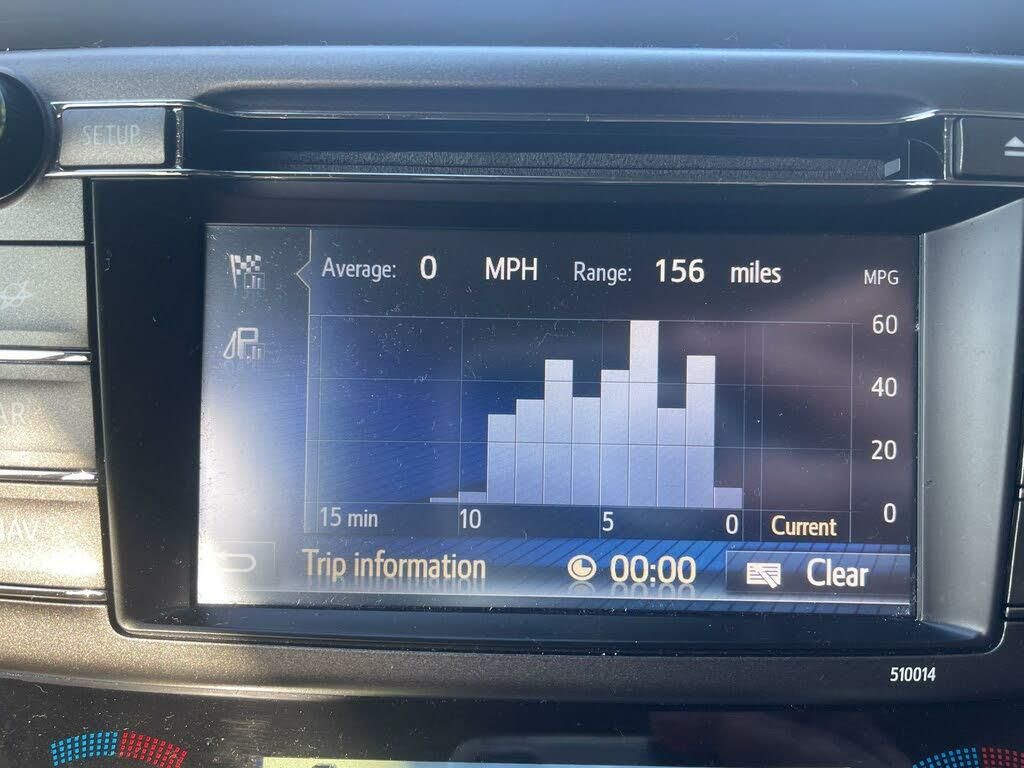 SETUP
Average: 0 MPH Range: 156 miles MPG
60
40
20
0
15 min 10 5 0 Current
Trip information 00:00 Clear
510014